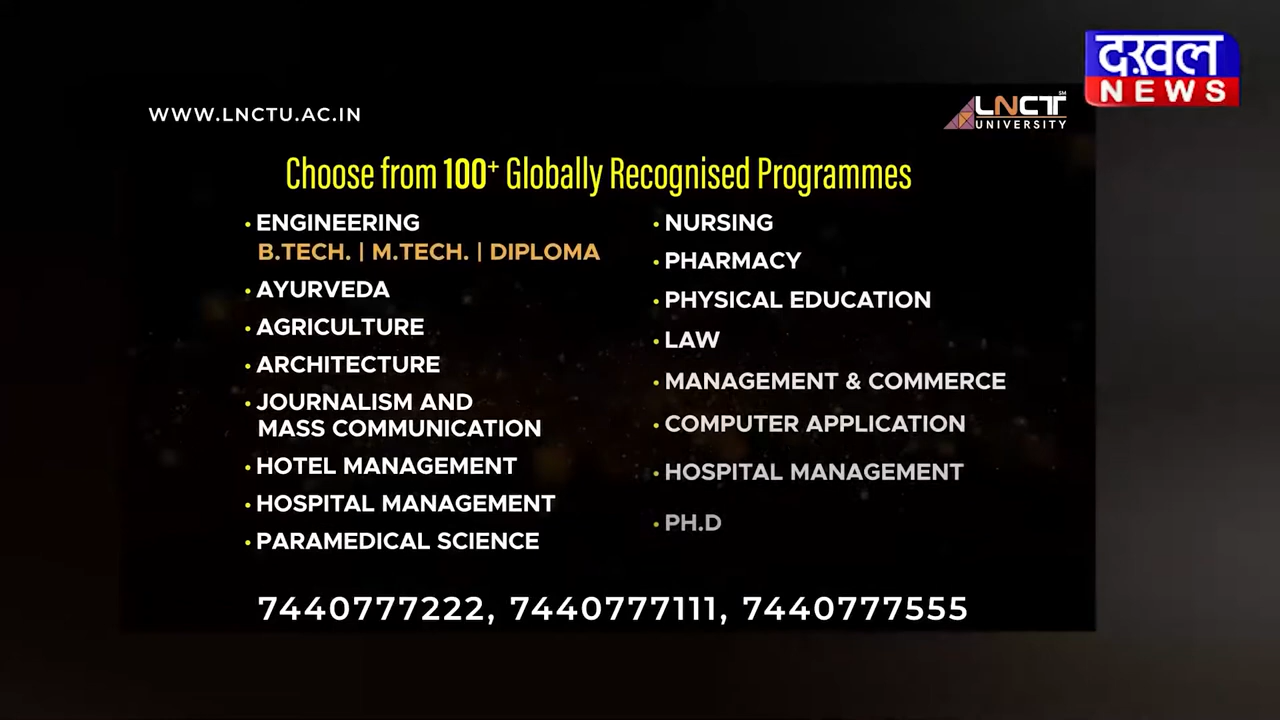 दखल
NEWS
WWW.LNCTU.AC.IN
LNCT SM
UNIVERSITY
Choose from 100+ Globally Recognised Programmes
• ENGINEERING
B.TECH. | M.TECH. | DIPLOMA
• AYURVEDA
• AGRICULTURE
• ARCHITECTURE
• JOURNALISM AND
MASS COMMUNICATION
• HOTEL MANAGEMENT
• HOSPITAL MANAGEMENT
• PARAMEDICAL SCIENCE
• NURSING
• PHARMACY
• PHYSICAL EDUCATION
• LAW
• MANAGEMENT & COMMERCE
• COMPUTER APPLICATION
• HOSPITAL MANAGEMENT
• PH.D
7440777222, 7440777111, 7440777555